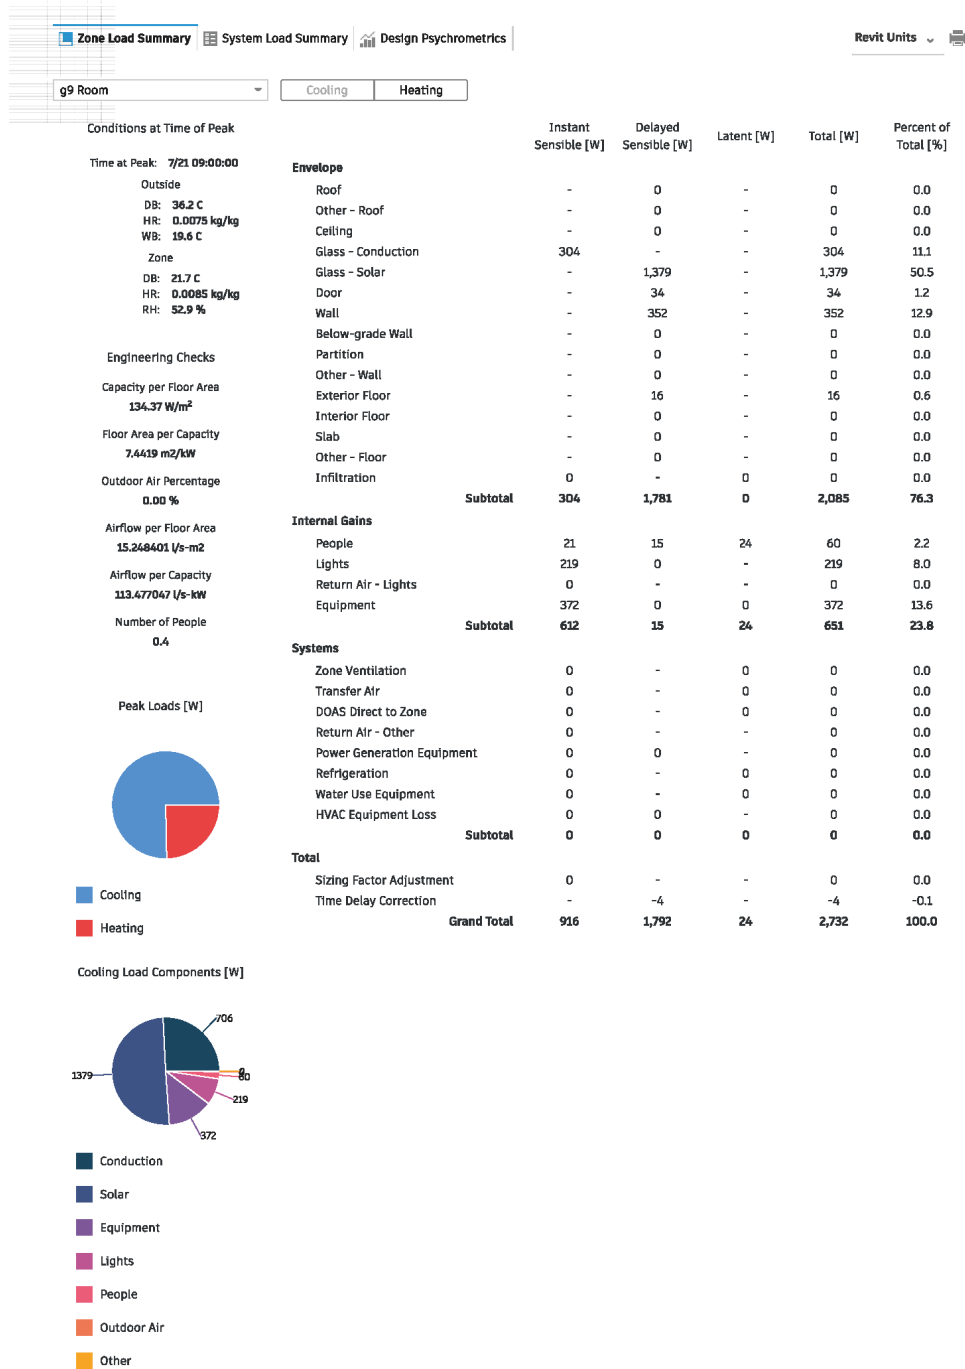 Zone Load Summary System Load Summary Design Psychrometrics Revit Units
g9 Room Cooling Heating
Conditions at Time of Peak
Time at Peak: 7/21 09:00:00
Outside
DB: 36.2 C
HR: 0.0075 kg/kg
WB: 19.6 C
Zone
DB: 21.7 C
HR: 0.0085 kg/kg
RH: 52.9 %
Engineering Checks
Capacity per Floor Area
134.37 W/m²
Floor Area per Capacity
7.4419 m2/kW
Outdoor Air Percentage
0.00 %
Airflow per Floor Area
15.248401 l/s-m2
Airflow per Capacity
113.477047 l/s-kW
Number of People
0.4
Peak Loads [W]
Cooling
Heating
Cooling Load Components [W]
706
1379
0
60
219
372
Conduction
Solar
Equipment
Lights
People
Outdoor Air
Other
Instant Delayed Percent of
Sensible [W] Sensible [W] Latent [W] Total [W] Total [%]
Envelope
Roof - 0 - 0 0.0
Other - Roof - 0 - 0 0.0
Ceiling - 0 - 0 0.0
Glass - Conduction 304 - - 304 11.1
Glass - Solar - 1,379 - 1,379 50.5
Door - 34 - 34 1.2
Wall - 352 - 352 12.9
Below-grade Wall - 0 - 0 0.0
Partition - 0 - 0 0.0
Other - Wall - 0 - 0 0.0
Exterior Floor - 16 - 16 0.6
Interior Floor - 0 - 0 0.0
Slab - 0 - 0 0.0
Other - Floor - 0 - 0 0.0
Infiltration 0 - 0 0 0.0
Subtotal 304 1,781 0 2,085 76.3
Internal Gains
People 21 15 24 60 2.2
Lights 219 0 - 219 8.0
Return Air - Lights 0 - - 0 0.0
Equipment 372 0 0 372 13.6
Subtotal 612 15 24 651 23.8
Systems
Zone Ventilation 0 - 0 0 0.0
Transfer Air 0 - 0 0 0.0
DOAS Direct to Zone 0 - 0 0 0.0
Return Air - Other 0 - - 0 0.0
Power Generation Equipment 0 0 - 0 0.0
Refrigeration 0 - 0 0 0.0
Water Use Equipment 0 - 0 0 0.0
HVAC Equipment Loss 0 0 - 0 0.0
Subtotal 0 0 0 0 0.0
Total
Sizing Factor Adjustment 0 - - 0 0.0
Time Delay Correction - -4 - -4 -0.1
Grand Total 916 1,792 24 2,732 100.0